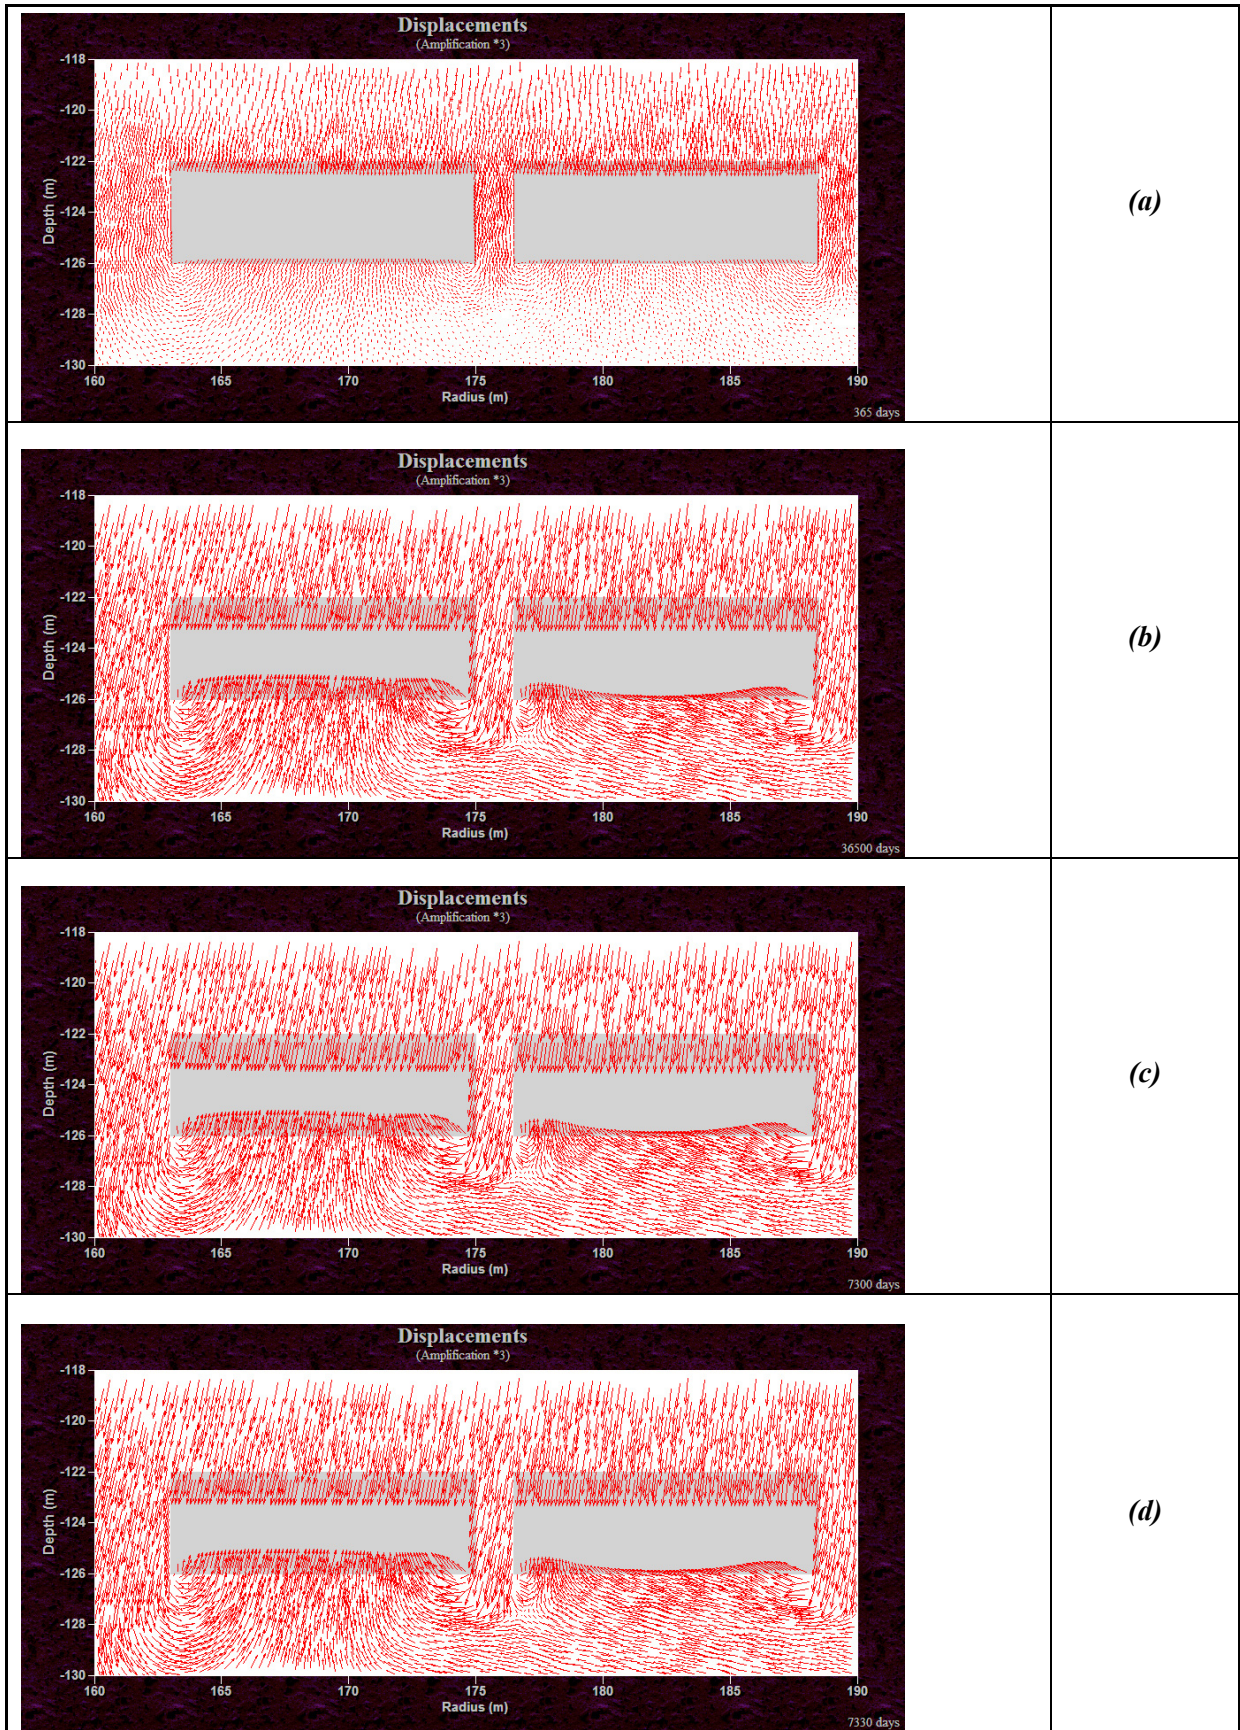 Displacements
(Amplification *3)
-118
-120
-122
-124
-126
-128
-130
Depth (m)
160 165 170 175 180 185 190
Radius (m)
365 days
(a)
Displacements
(Amplification *3)
-118
-120
-122
-124
-126
-128
-130
Depth (m)
160 165 170 175 180 185 190
Radius (m)
36500 days
(b)
Displacements
(Amplification *3)
-118
-120
-122
-124
-126
-128
-130
Depth (m)
160 165 170 175 180 185 190
Radius (m)
7300 days
(c)
Displacements
(Amplification *3)
-118
-120
-122
-124
-126
-128
-130
Depth (m)
160 165 170 175 180 185 190
Radius (m)
7330 days
(d)